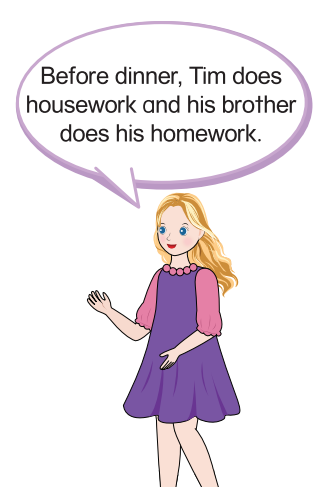 Before dinner, Tim does
housework and his brother
does his homework.